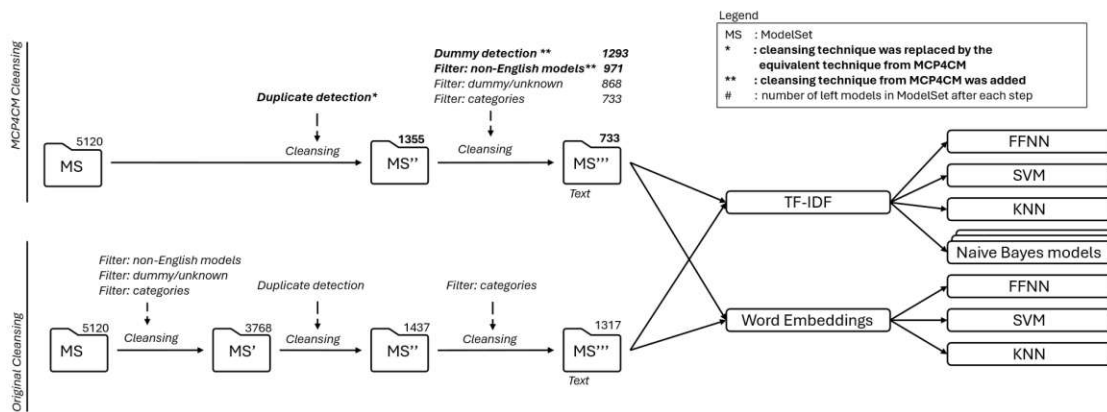 Legend
MS : ModelSet
* : cleansing technique was replaced by the
equivalent technique from MCP4CM
** : cleansing technique from MCP4CM was added
# : number of left models in ModelSet after each step
MCP4CM Cleansing
Dummy detection ** 1293
Filter: non-English models** 971
Filter: dummy/unknown 868
Filter: categories 733
Duplicate detection*
5120
MS
Cleansing
1355
MS''
Cleansing
733
MS'''
Text
Original Cleansing
Filter: non-English models
Filter: dummy/unknown
Filter: categories
Duplicate detection
Filter: categories
5120
MS
Cleansing
3768
MS'
Cleansing
1437
MS''
Cleansing
1317
MS'''
Text
TF-IDF
Word Embeddings
FFNN
SVM
KNN
Naive Bayes models
FFNN
SVM
KNN